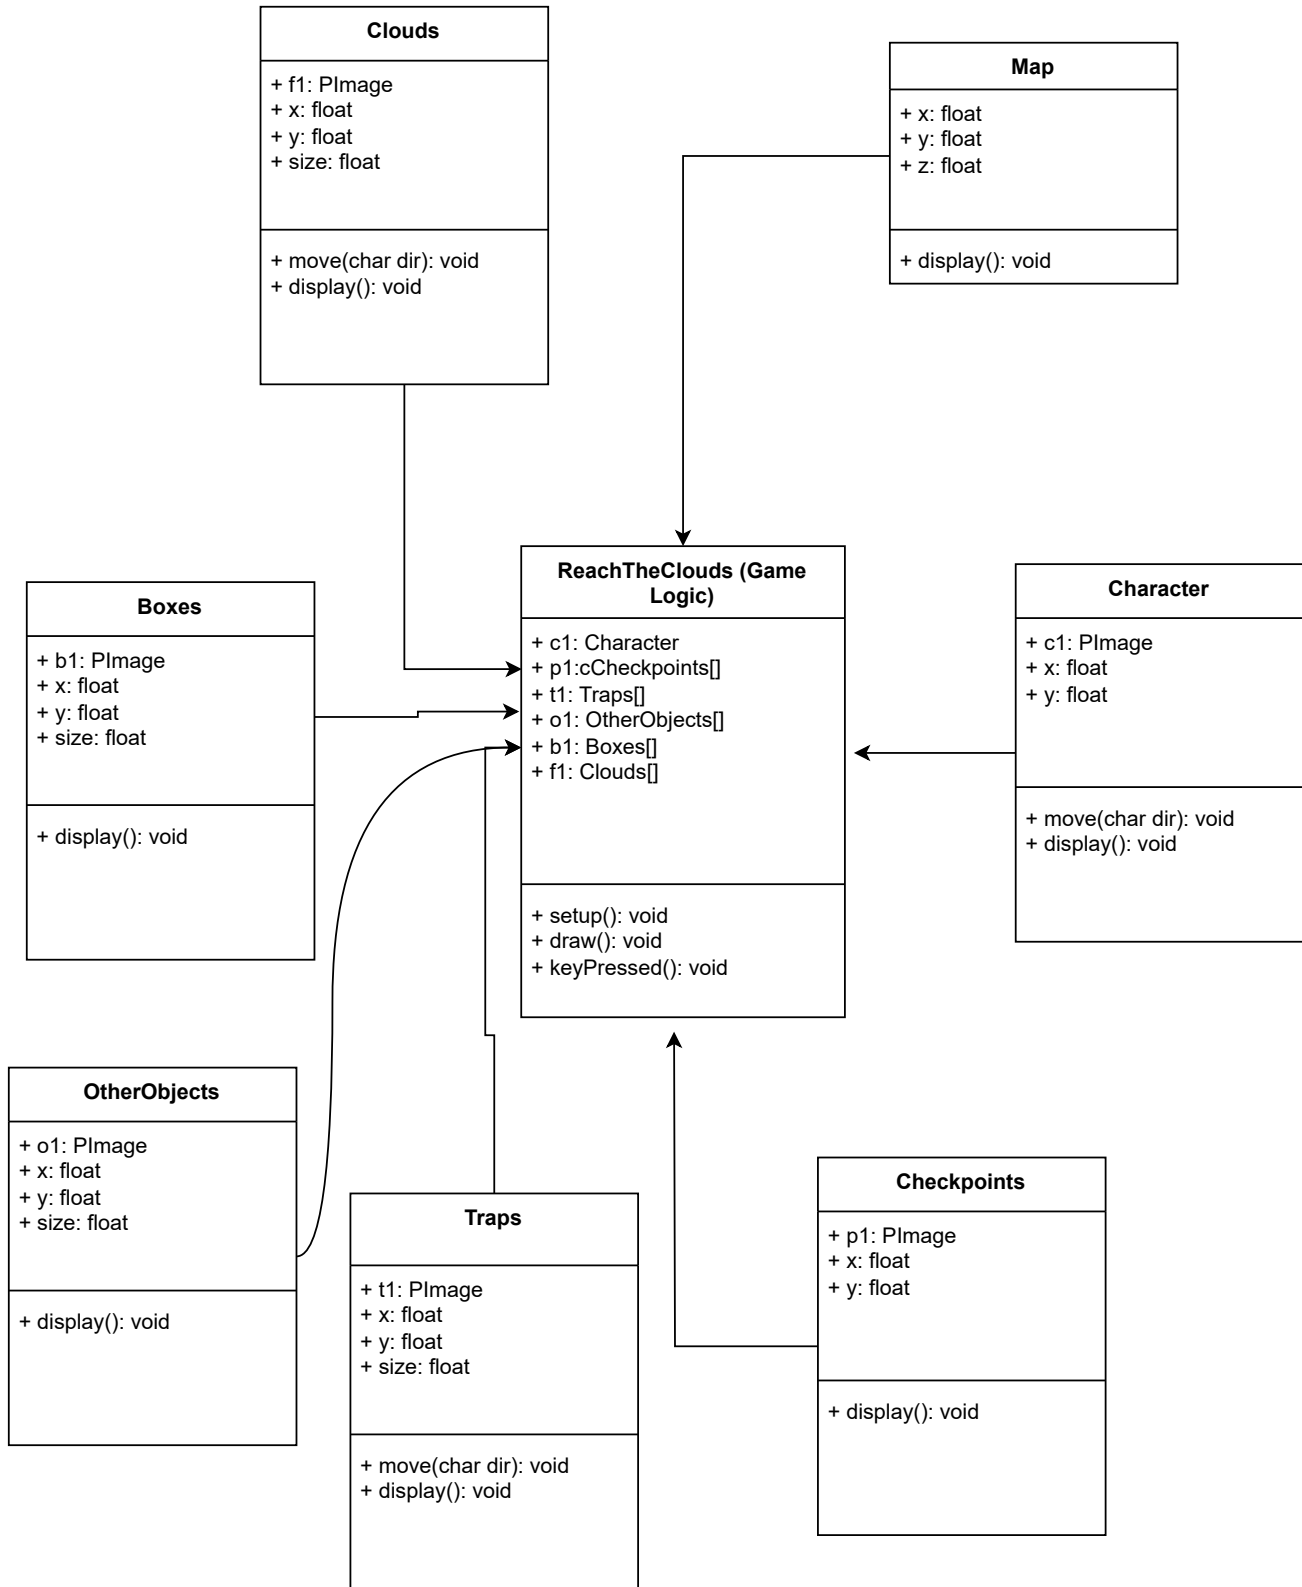 Clouds
+ f1: PImage
+ x: float
+ y: float
+ size: float
+ move(char dir): void
+ display(): void
Map
+ x: float
+ y: float
+ z: float
+ display(): void
ReachTheClouds (Game
Logic)
+ c1: Character
+ p1:cCheckpoints[]
+ t1: Traps[]
+ o1: OtherObjects[]
+ b1: Boxes[]
+ f1: Clouds[]
+ setup(): void
+ draw(): void
+ keyPressed(): void
Boxes
+ b1: PImage
+ x: float
+ y: float
+ size: float
+ display(): void
Character
+ c1: PImage
+ x: float
+ y: float
+ move(char dir): void
+ display(): void
OtherObjects
+ o1: PImage
+ x: float
+ y: float
+ size: float
+ display(): void
Traps
+ t1: PImage
+ x: float
+ y: float
+ size: float
+ move(char dir): void
+ display(): void
Checkpoints
+ p1: PImage
+ x: float
+ y: float
+ display(): void